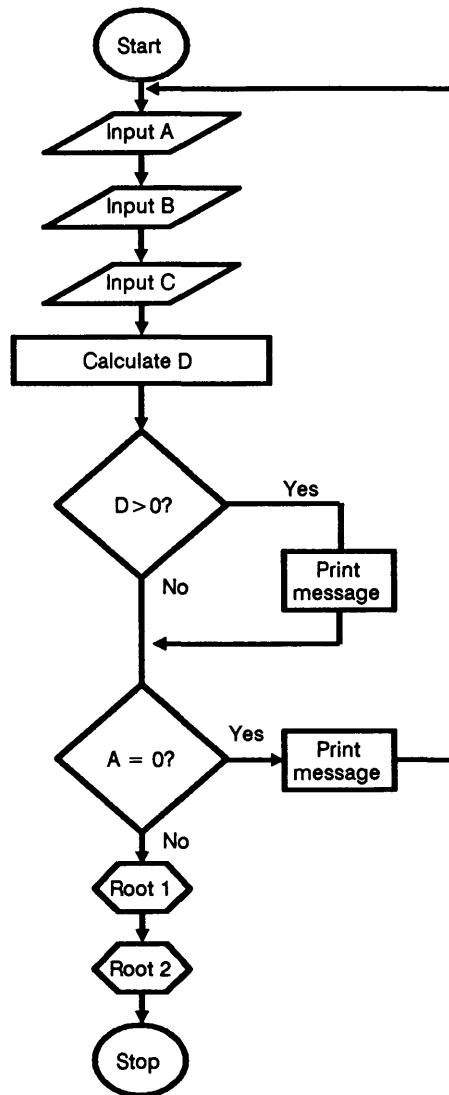 Start
Input A
Input B
Input C
Calculate D
D > 0?
Yes
Print
message
No
A = 0?
Yes
Print
message
No
Root 1
Root 2
Stop